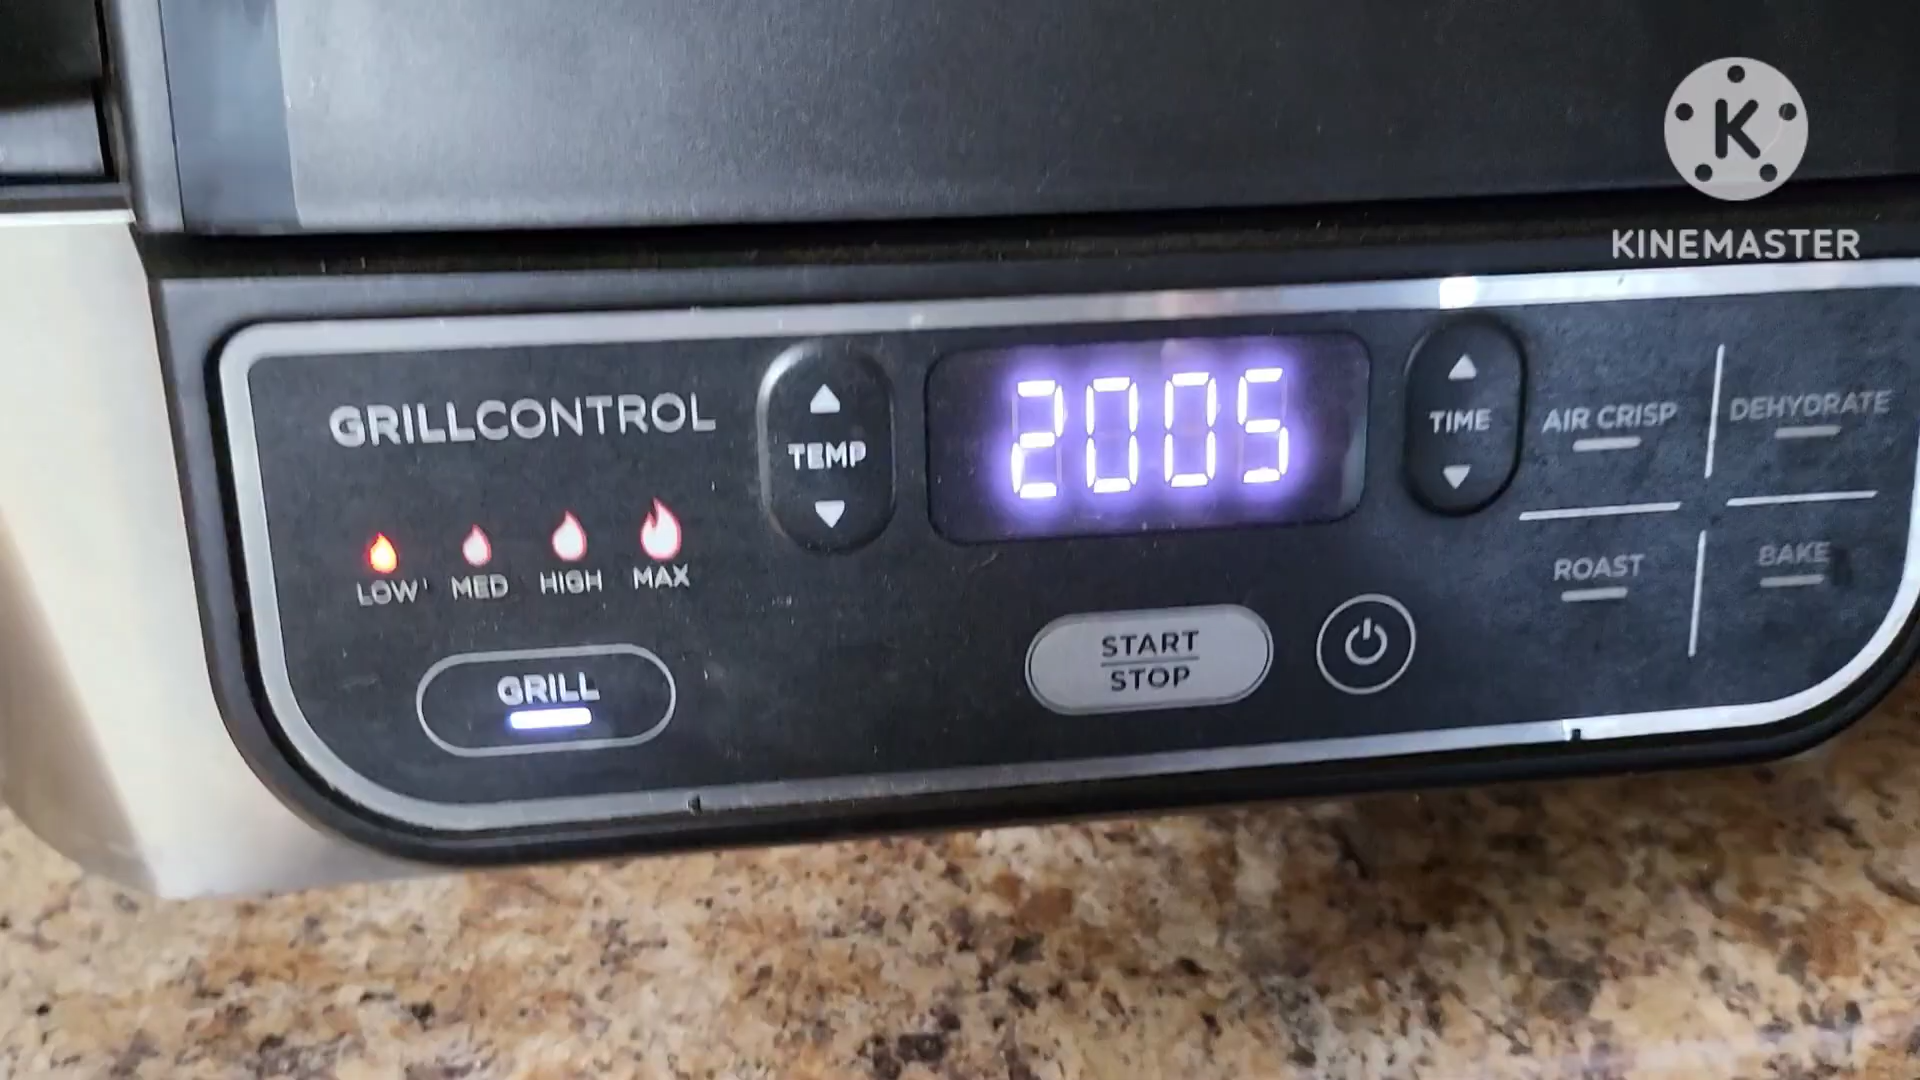 K
KINEMASTER
GRILLCONTROL
TEMP
2005
TIME
AIR CRISP
DEHYDRATE
LOW
MED
HIGH
MAX
ROAST
BAKE
GRILL
START
STOP